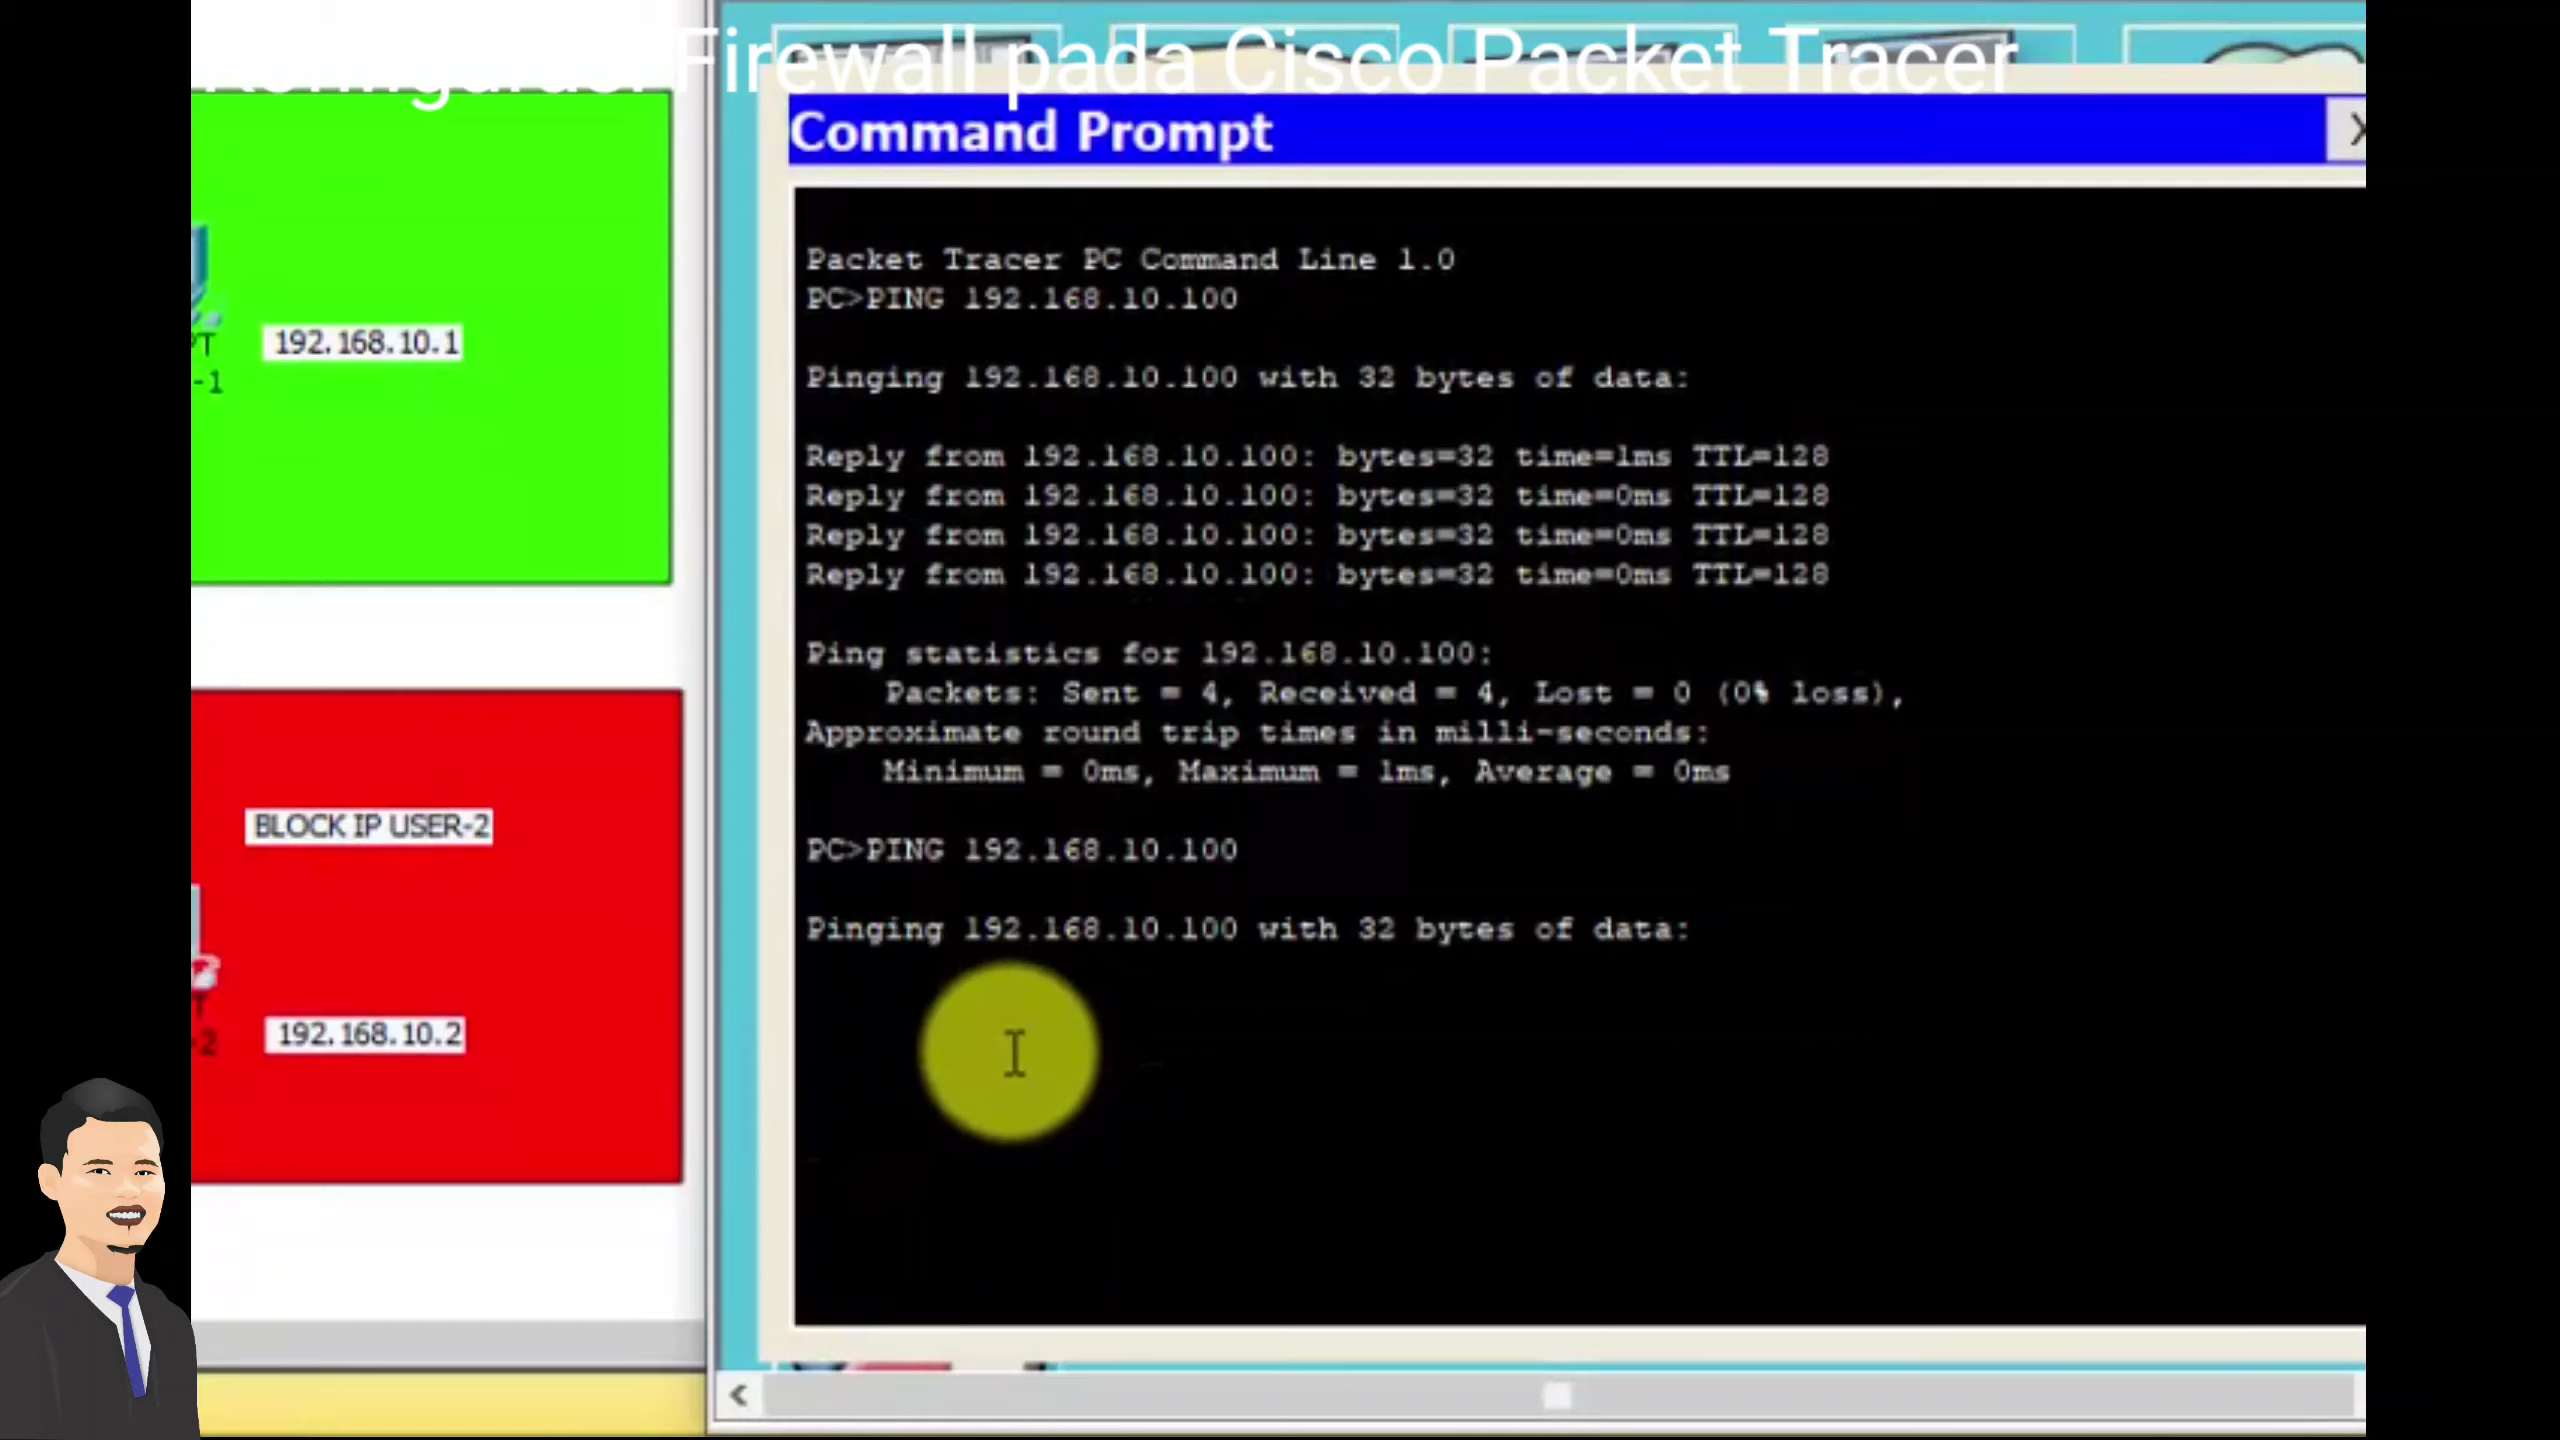 Konfigurasi Firewall pada Cisco Packet Tracer
Command Prompt
X
Packet Tracer PC Command Line 1.0
PC>PING 192.168.10.100
Pinging 192.168.10.100 with 32 bytes of data:
Reply from 192.168.10.100: bytes=32 time=1ms TTL=128
Reply from 192.168.10.100: bytes=32 time=0ms TTL=128
Reply from 192.168.10.100: bytes=32 time=0ms TTL=128
Reply from 192.168.10.100: bytes=32 time=0ms TTL=128
Ping statistics for 192.168.10.100:
Packets: Sent = 4, Received = 4, Lost = 0 (0% loss),
Approximate round trip times in milli-seconds:
Minimum = 0ms, Maximum = 1ms, Average = 0ms
PC>PING 192.168.10.100
Pinging 192.168.10.100 with 32 bytes of data:
192.168.10.1
-1
BLOCK IP USER-2
192.168.10.2
-2